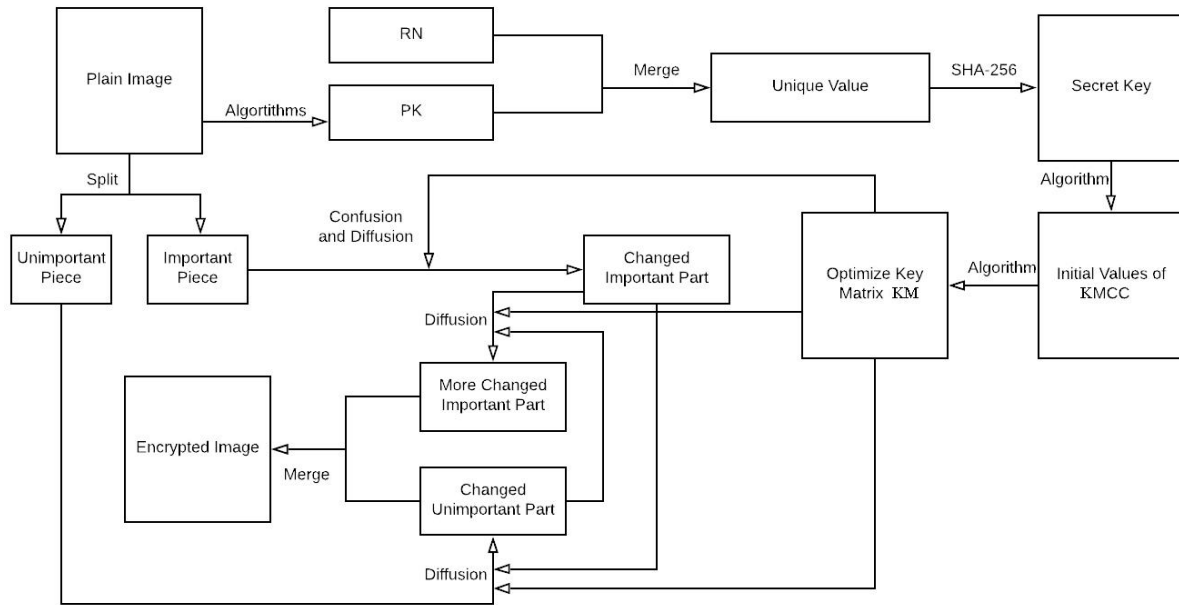 Plain Image
RN
PK
Algortithms
Merge
Unique Value
SHA-256
Secret Key
Algorithm
Split
Unimportant
Piece
Important
Piece
Confusion
and Diffusion
Changed
Important Part
Optimize Key
Matrix KM
Algorithm
Initial Values of
KMCC
Diffusion
More Changed
Important Part
Encrypted Image
Merge
Changed
Unimportant Part
Diffusion